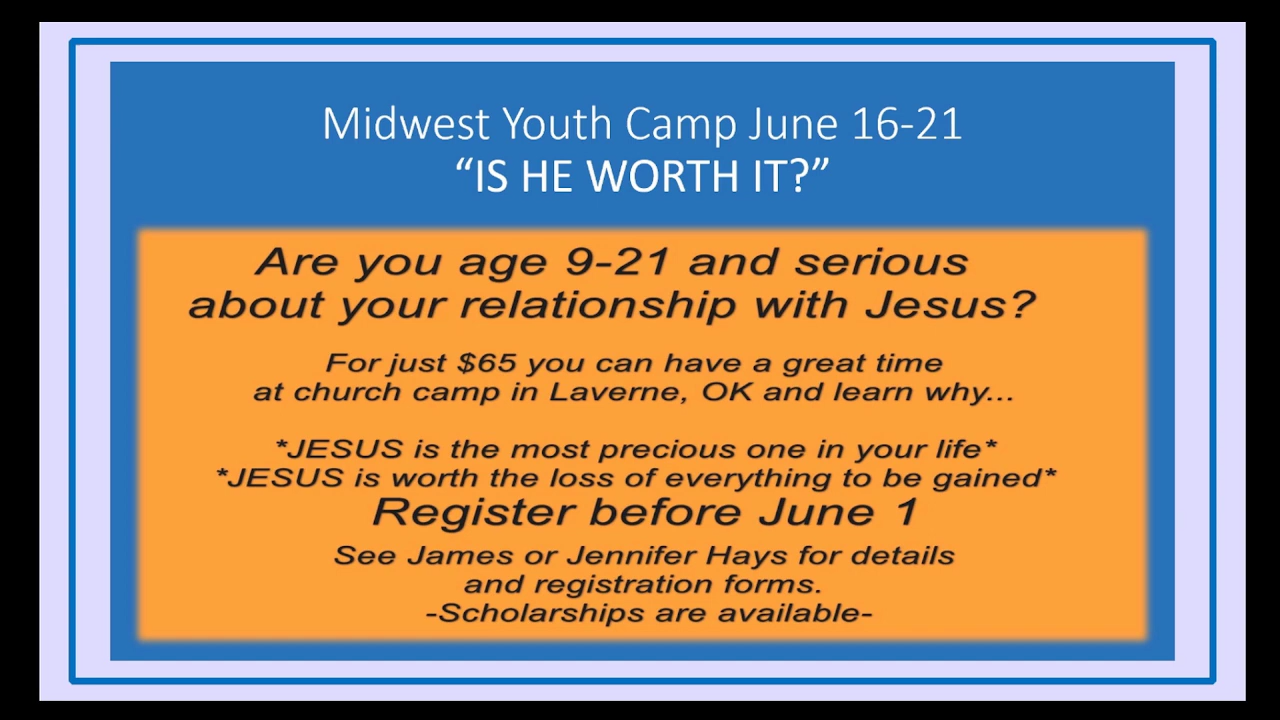 Midwest Youth Camp June 16-21
“IS HE WORTH IT?”
Are you age 9-21 and serious
about your relationship with Jesus?
For just $65 you can have a great time
at church camp in Laverne, OK and learn why...
*JESUS is the most precious one in your life*
*JESUS is worth the loss of everything to be gained*
Register before June 1
See James or Jennifer Hays for details
and registration forms.
-Scholarships are available-